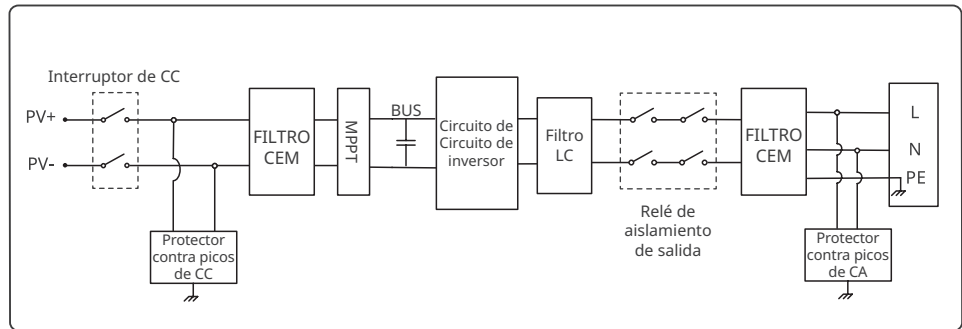 Interruptor de CC
PV+
PV-
FILTRO
CEM
MPPT
BUS
Circuito de
Circuito de
inversor
Filtro
LC
Relé de
aislamiento
de salida
FILTRO
CEM
L
N
PE
Protector
contra picos
de CC
Protector
contra picos
de CA